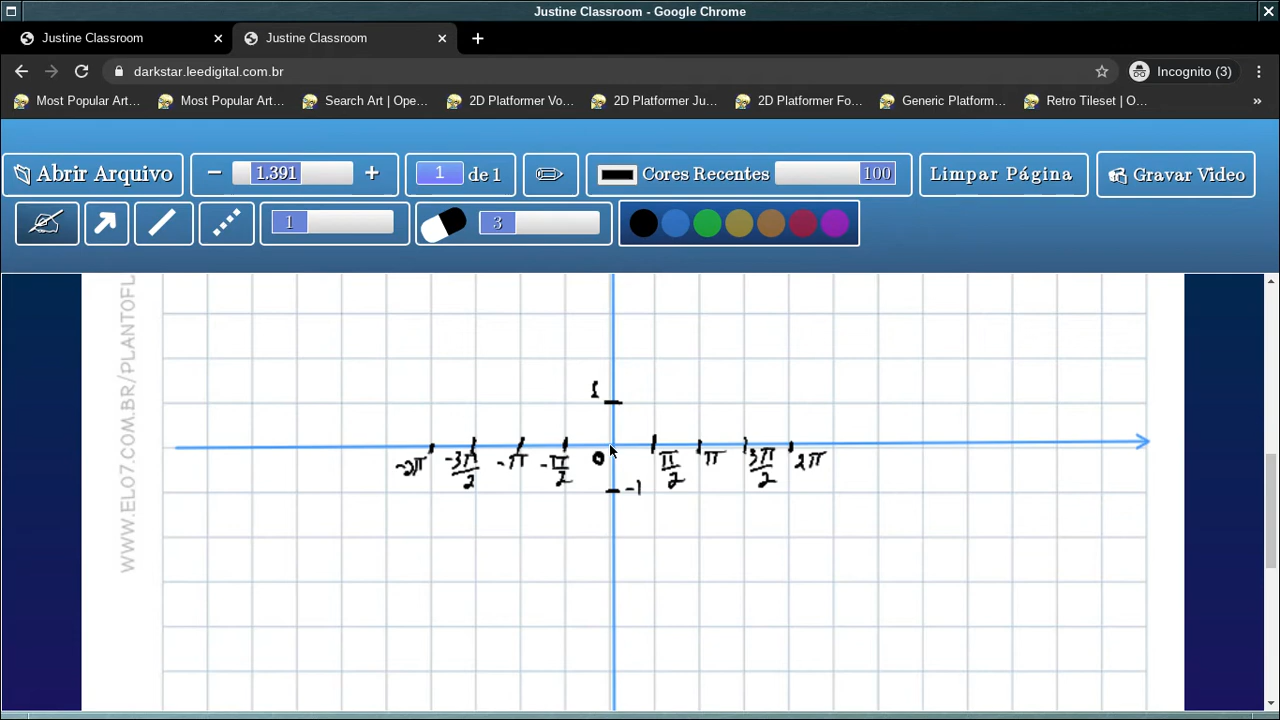 Justine Classroom - Google Chrome
Justine Classroom
Justine Classroom
darkstar.leedigital.com.br
Incognito (3)
Most Popular Art...
Most Popular Art...
Search Art | Ope...
2D Platformer Vo...
2D Platformer Ju...
2D Platformer Fo...
Generic Platform...
Retro Tileset | O...
Abrir Arquivo
− 1.391 +
1 de 1
Cores Recentes 100
Limpar Página
Gravar Video
1
3
WWW.ELO7.COM.BR/PLANTOFL
1
-2π -3π/2 -π -π/2 0 π/2 π 3π/2 2π
-1